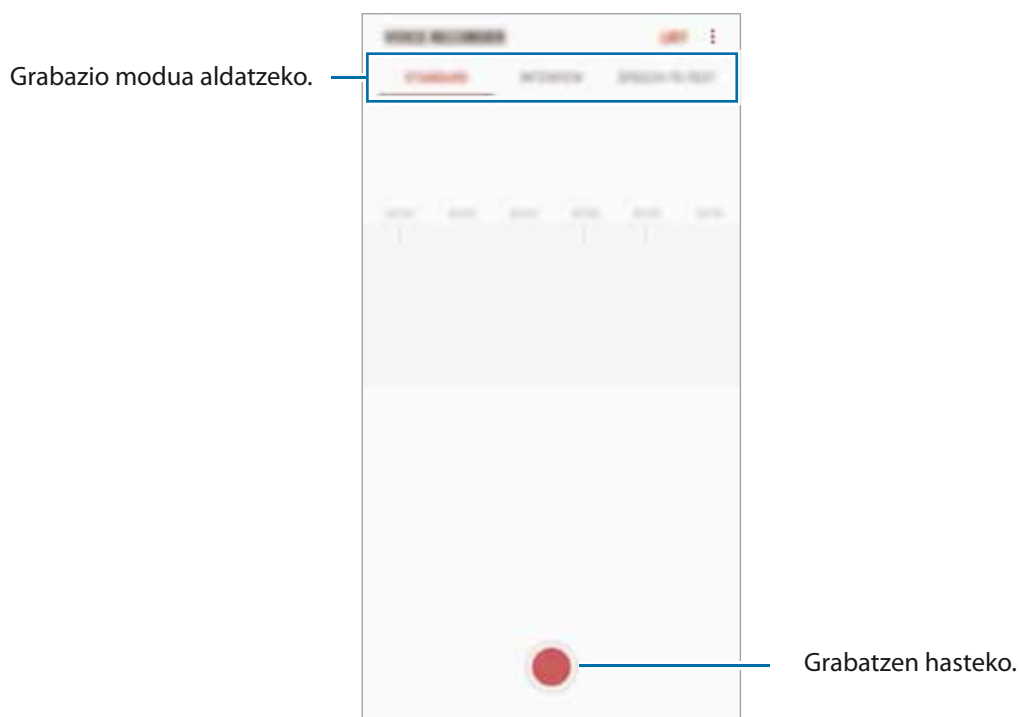 VOICE RECORDER LIST
Grabazio modua aldatzeko.
STANDARD INTERVIEW SPEECH-TO-TEXT
Grabatzen hasteko.